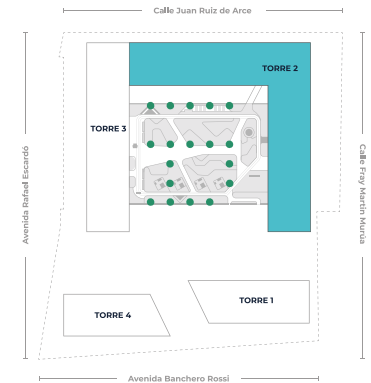 Calle Juan Ruiz de Arce
TORRE 2
TORRE 3
Avenida Rafael Escardó
Calle Fray Martín Murúa
TORRE 1
TORRE 4
Avenida Banchero Rossi